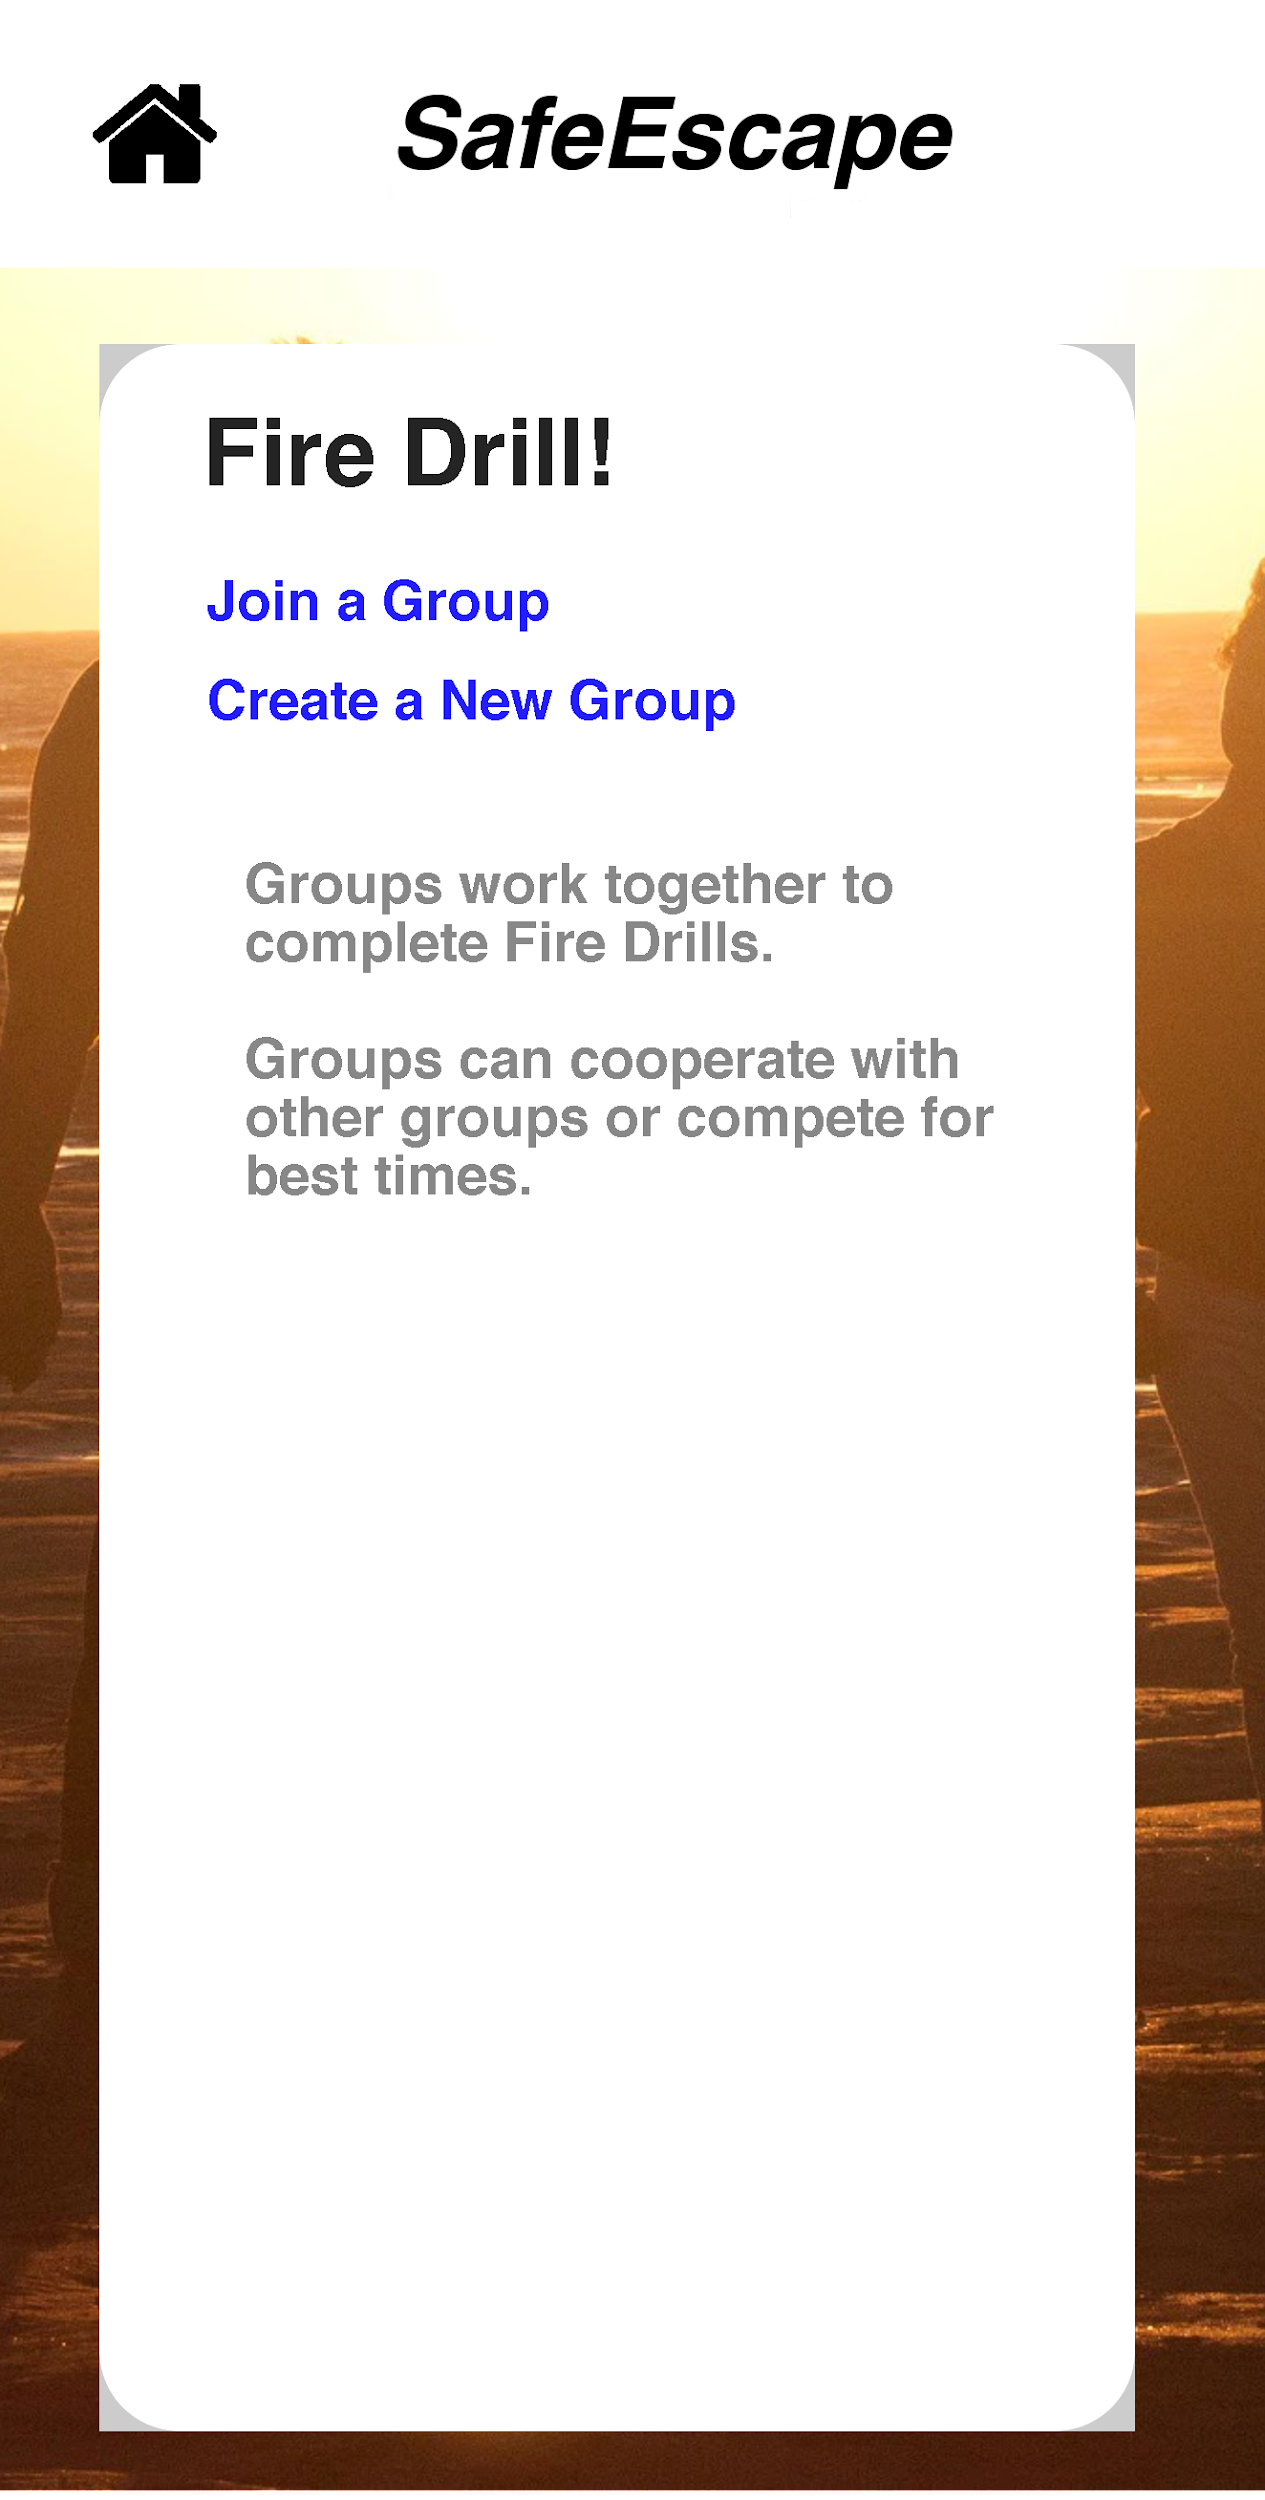 SafeEscape
Fire Drill!
Join a Group
Create a New Group
Groups work together to
complete Fire Drills.
Groups can cooperate with
other groups or compete for
best times.